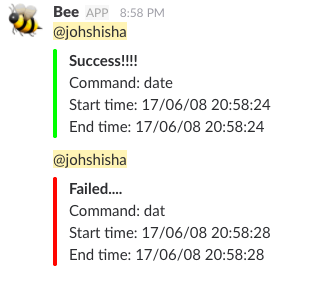 Bee APP 8:58 PM
@johshisha
Success!!!!
Command: date
Start time: 17/06/08 20:58:24
End time: 17/06/08 20:58:24
@johshisha
Failed....
Command: dat
Start time: 17/06/08 20:58:28
End time: 17/06/08 20:58:28